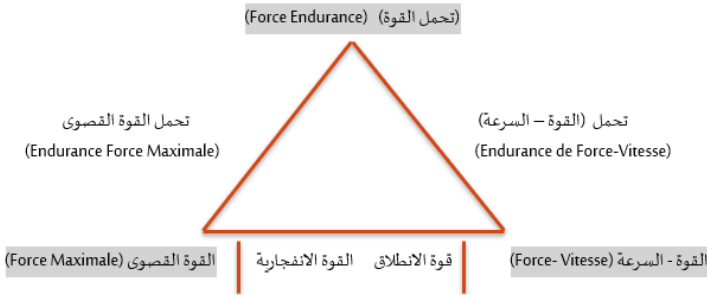 (تحمل القوة) (Force Endurance)
تحمل القوة القصوى
(Endurance Force Maximale)
تحمل (القوة – السرعة)
(Endurance de Force-Vitesse)
القوة القصوى (Force Maximale)
القوة الانفجارية
قوة الانطلاق
القوة - السرعة (Force- Vitesse)